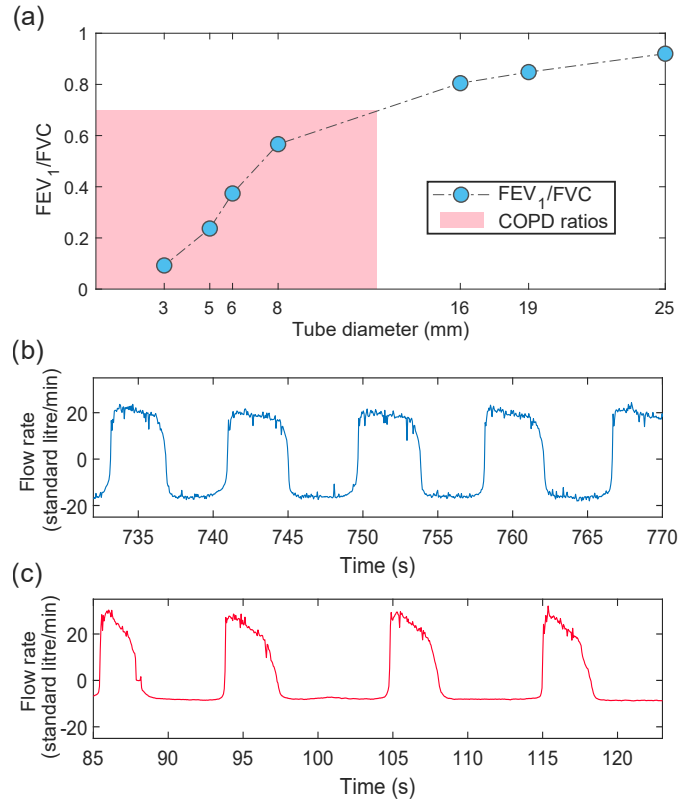 (a)
1
0.8
0.6
0.4
0.2
0
FEV1/FVC
FEV1/FVC
COPD ratios
3 5 6 8 16 19 25
Tube diameter (mm)
(b)
20
0
-20
Flow rate
(standard litre/min)
735 740 745 750 755 760 765 770
Time (s)
(c)
20
0
-20
Flow rate
(standard litre/min)
85 90 95 100 105 110 115 120
Time (s)